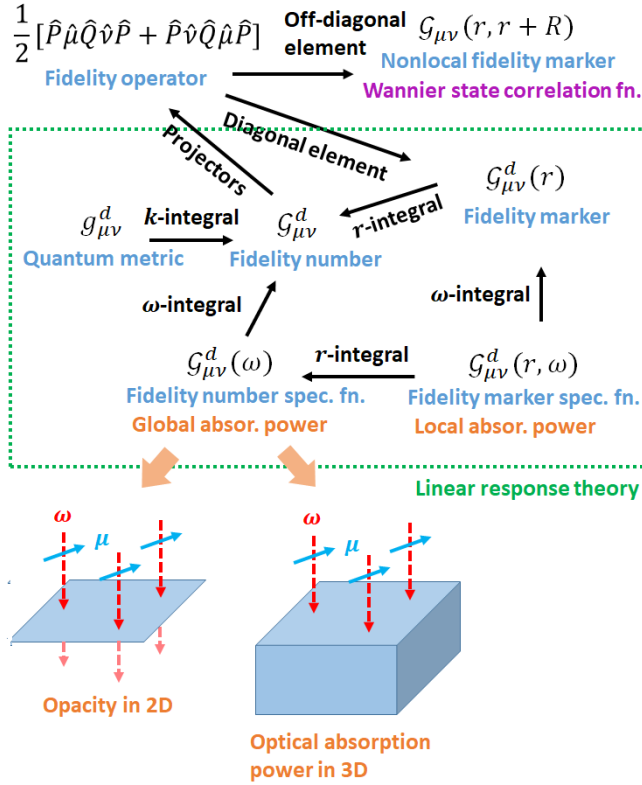 1/2 [P̂μ̂Q̂ν̂P̂ + P̂ν̂Q̂μ̂P̂]
Off-diagonal
element
𝒢μν(r, r + R)
Fidelity operator
Nonlocal fidelity marker
Wannier state correlation fn.
Projectors
Diagonal element
𝒢ᵈμν(r)
Fidelity marker
r-integral
gᵈμν
k-integral
𝒢ᵈμν
Quantum metric
Fidelity number
ω-integral
ω-integral
𝒢ᵈμν(ω)
r-integral
𝒢ᵈμν(r, ω)
Fidelity number spec. fn.
Fidelity marker spec. fn.
Global absor. power
Local absor. power
Linear response theory
ω
μ
ω
μ
Opacity in 2D
Optical absorption
power in 3D